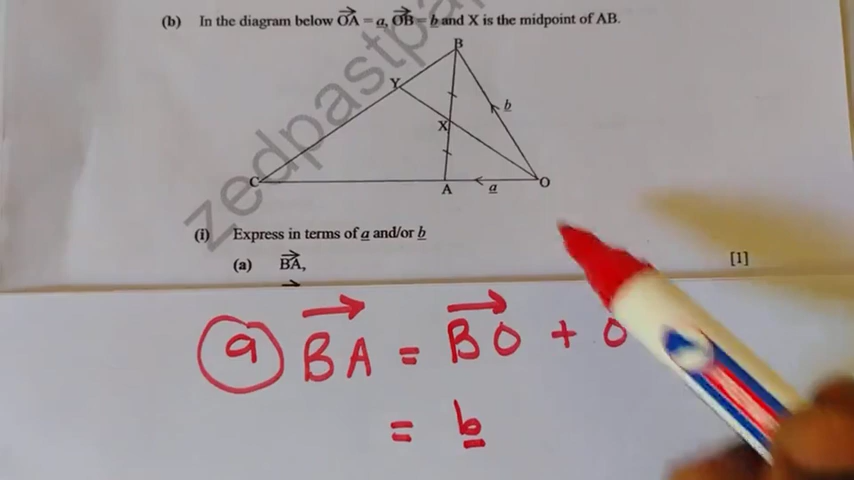 (b) In the diagram below OA = a, OB = b and X is the midpoint of AB.
B
Y
b
X
C
A
a
O
zedpastpa
(i) Express in terms of a and/or b
(a) BA, [1]
a BA = BO + O
= b